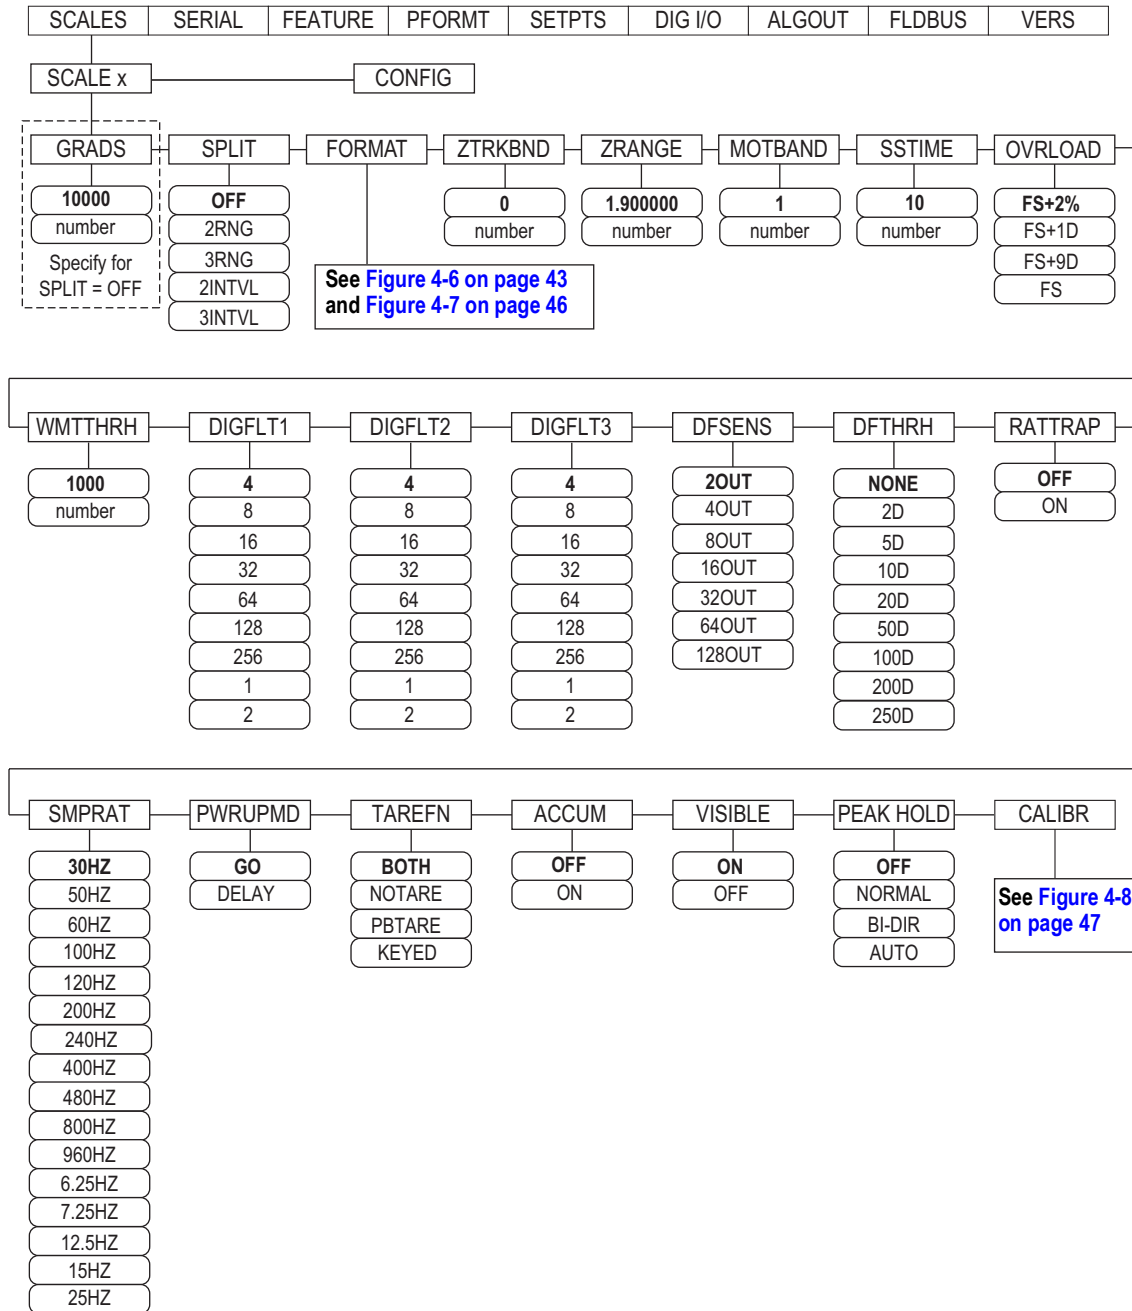 SCALES SERIAL FEATURE PFORMT SETPTS DIG I/O ALGOUT FLDBUS VERS
SCALE x CONFIG
GRADS SPLIT FORMAT ZTRKBND ZRANGE MOTBAND SSTIME OVRLOAD
10000
number
Specify for
SPLIT = OFF
OFF
2RNG
3RNG
2INTVL
3INTVL
See Figure 4-6 on page 43
and Figure 4-7 on page 46
0
number
1.900000
number
1
number
10
number
FS+2%
FS+1D
FS+9D
FS
WMTTHRH DIGFLT1 DIGFLT2 DIGFLT3 DFSENS DFTHRH RATTRAP
1000
number
4
8
16
32
64
128
256
1
2
4
8
16
32
64
128
256
1
2
4
8
16
32
64
128
256
1
2
2OUT
4OUT
8OUT
16OUT
32OUT
64OUT
128OUT
NONE
2D
5D
10D
20D
50D
100D
200D
250D
OFF
ON
SMPRAT PWRUPMD TAREFN ACCUM VISIBLE PEAK HOLD CALIBR
30HZ
50HZ
60HZ
100HZ
120HZ
200HZ
240HZ
400HZ
480HZ
800HZ
960HZ
6.25HZ
7.25HZ
12.5HZ
15HZ
25HZ
GO
DELAY
BOTH
NOTARE
PBTARE
KEYED
OFF
ON
ON
OFF
OFF
NORMAL
BI-DIR
AUTO
See Figure 4-8
on page 47